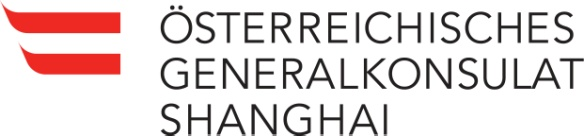 ÖSTERREICHISCHES
GENERALKONSULAT
SHANGHAI